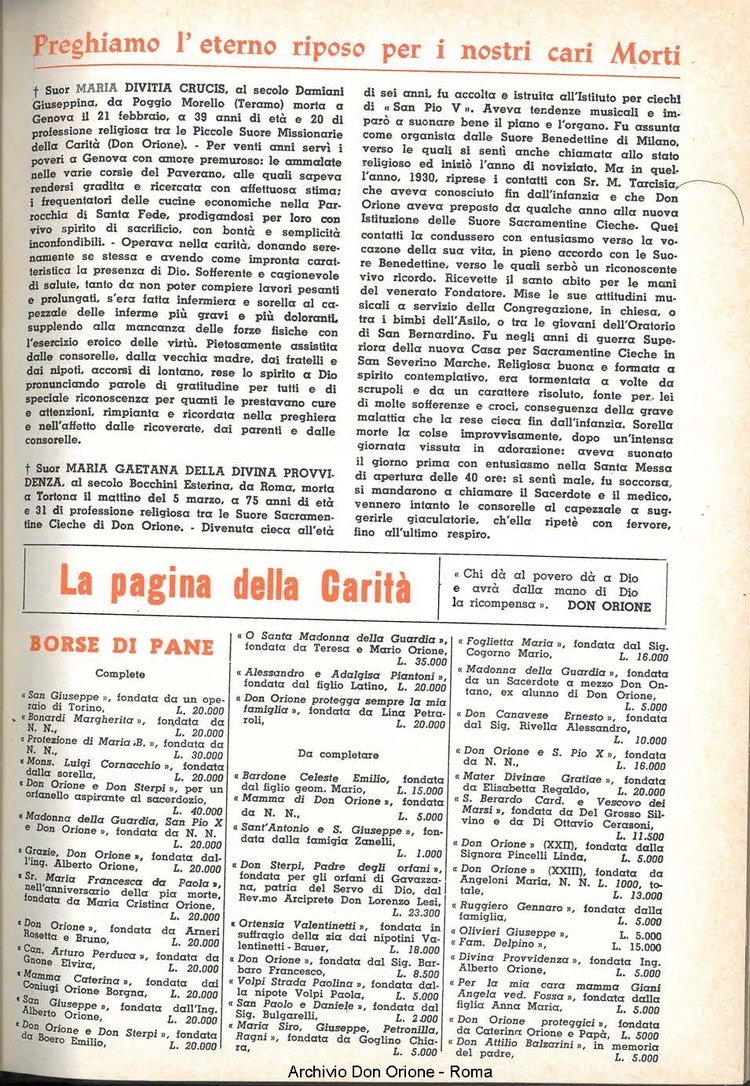 Preghiamo l' eterno riposo per i nostri cari Morti
† Suor MARIA DIVITIA CRUCIS, al secolo Damiani
Giuseppina, da Poggio Morello (Teramo) morta a
Genova il 21 febbraio, a 39 anni di età e 20 di
professione religiosa tra le Piccole Suore Missionarie
della Carità (Don Orione). - Per venti anni servì i
poveri a Genova con amore premuroso: le ammalate
nelle varie corsie del Paverano, alle quali sapeva
rendersi gradita e ricercata con affettuosa stima;
i frequentatori delle cucine economiche nella Par-
rocchia di Santa Fede, prodigandosi per loro con
vivo spirito di sacrificio, con bontà e semplicità
inconfondibili. - Operava nella carità, donando sere-
namente se stessa e avendo come impronta carat-
teristica la presenza di Dio. Sofferente e cagionevole
di salute, tanto da non poter compiere lavori pesanti
e prolungati, s'era fatta infermiera e sorella al ca-
pezzale delle inferme più gravi e più doloranti,
supplendo alla mancanza delle forze fisiche con
l'esercizio eroico delle virtù. Pietosamente assistita
dalle consorelle, dalla vecchia madre, dai fratelli e
dai nipoti, accorsi di lontano, rese lo spirito a Dio
pronunciando parole di gratitudine per tutti e di
speciale riconoscenza per quanti le prestavano cure
e attenzioni, rimpianta e ricordata nella preghiera
e nell'affetto dalle ricoverate, dai parenti e dalle
consorelle.
† Suor MARIA GAETANA DELLA DIVINA PROVVI-
DENZA, al secolo Bocchini Esterina, da Roma, morta
a Tortona il mattino del 5 marzo, a 75 anni di età
e 31 di professione religiosa tra le Suore Sacramen-
tine Cieche di Don Orione. - Divenuta cieca all'età
di sei anni, fu accolta e istruita all'Istituto per ciechi
di « San Pio V ». Aveva tendenze musicali e im-
parò a suonare bene il piano e l'organo. Fu assunta
come organista dalle Suore Benedettine di Milano,
verso le quali si sentì anche chiamata allo stato
religioso ed iniziò l'anno di noviziato. Ma in quel-
l'anno, 1930, riprese i contatti con Sr. M. Tarcisia,
che aveva conosciuto fin dall'infanzia e che Don
Orione aveva preposto da qualche anno alla nuova
Istituzione delle Suore Sacramentine Cieche. Quei
contatti la condussero con entusiasmo verso la vo-
cazone della sua vita, in pieno accordo con le Suo-
re Benedettine, verso le quali serbò un riconoscente
vivo ricordo. Ricevette il santo abito per le mani
del venerato Fondatore. Mise le sue attitudini mu-
sicali a servizio della Congregazione, in chiesa, o
tra i bimbi dell'Asilo, o tra le giovani dell'Oratorio
di San Bernardino. Fu negli anni di guerra Supe-
riora della nuova Casa per Sacramentine Cieche in
San Severino Marche. Religiosa buona e formata a
spirito contemplativo, era tormentata a volte da
scrupoli e da un carattere risoluto, fonte per lei
di molte sofferenze e croci, conseguenza della grave
malattia che la rese cieca fin dall'infanzia. Sorella
morte la colse improvvisamente, dopo un'intensa
giornata vissuta in adorazione: aveva suonato
il giorno prima con entusiasmo nella Santa Messa
di apertura delle 40 ore: si sentì male, fu soccorsa,
si mandarono a chiamare il Sacerdote e il medico,
vennero intanto le consorelle al capezzale a sug-
gerirle giaculatorie, ch'ella ripetè con fervore,
fino all'ultimo respiro.
La pagina della Carità
« Chi dà al povero dà a Dio
e avrà dalla mano di Dio
la ricompensa ». DON ORIONE
BORSE DI PANE
Complete
« San Giuseppe », fondata da un ope-
raio di Torino, L. 20.000
« Bonardi Margherita », fondata da
N. N., L. 20.000
« Protezione di Maria B. », fondata da
N. N., L. 30.000
« Mons. Luigi Cornacchio », fondata
dalla sorella, L. 20.000
« Don Orione e Don Sterpi », per un
orfanello aspirante al sacerdozio,
L. 40.000
« Madonna della Guardia, San Pio X
e Don Orione », fondata da N. N.
L. 20.000
« Grazie, Don Orione », fondata dal-
l'ing. Alberto Orione, L. 20.000
« Sr. Maria Francesca da Paola »,
nell'anniversario della pia morte,
fondata da Maria Cristina Orione,
L. 20.000
« Don Orione », fondata da Arneri
Rosetta e Bruno, L. 20.000
« Can. Arturo Perduca », fondata da
Gnone Elvira, L. 20.000
« Mamma Caterina », fondata dai
Coniugi Orione Borgna, L. 20.000
« San Giuseppe », fondata dall'Ing.
Alberto Orione, L. 20.000
« Don Orione e Don Sterpi », fondata
da Boero Emilio, L. 20.000
« O Santa Madonna della Guardia »,
fondata da Teresa e Mario Orione,
L. 35.000
« Alessandro e Adalgisa Piantoni »,
fondata dal figlio Latino, L. 20.000
« Don Orione protegga sempre la mia
famiglia », fondata da Lina Petra-
roli, L. 20.000
Da completare
« Bardone Celeste Emilio, fondata
dal figlio geom. Mario, L. 15.000
« Mamma di Don Orione », fondata
da N. N., L. 5.000
« Sant'Antonio e S. Giuseppe », fon-
data dalla famigia Zanelli,
L. 1.000
« Don Sterpi, Padre degli orfani »,
fondata per gli orfani di Gavazza-
na, patria del Servo di Dio, dal
Rev.mo Arciprete Don Lorenzo Lesi,
L. 23.300
« Ortensia Valentinetti », fondata in
suffragio della zia dai nipotini Va-
lentinetti - Bauer, L. 18.000
« Don Orione », fondata dal Sig. Bar-
baro Francesco, L. 8.500
« Volpi Strada Paolina », fondata dal-
la nipote Volpi Paola, L. 5.000
« San Paolo e Daniele », fondata dal
Sig. Bulgarelli, L. 2.000
« Maria Siro, Giuseppe, Petronilla,
Ragni », fondata da Goglino Chia-
ra, L. 5.000
« Foglietta Maria », fondata dal Sig.
Cogorno Mario, L. 16.000
« Madonna della Guardia », fondata
da un Sacerdote a mezzo Don On-
tano, ex alunno di Don Orione,
L. 5.000
« Don Canavese Ernesto », fondata
dal Sig. Rivella Alessandro,
L. 10.000
« Don Orione e S. Pio X », fondata
da N. N., L. 16.000
« Mater Divinae Gratiae », fondata
da Elisabetta Regaldo, L. 20.000
« S. Berardo Card. e Vescovo dei
Marsi », fondata da Del Grosso Sil-
vino e da Di Ottavio Cerasoni,
L. 11.500
« Don Orione » (XXII), fondata dalla
Signora Pincelli Linda, L. 5.000
« Don Orione » (XXIII), fondata da
Angeloni Maria, N. N. L. 1000, to-
tale, L. 13.000
« Ruggiero Gennaro », fondata dalla
famiglia, L. 5.000
« Olivieri Giuseppe », L. 5.000
« Fam. Delpino », L. 15.000
« Divina Provvidenza », fondata Ing.
Alberto Orione, L. 5.000
« Per la mia cara mamma Giani
Angela ved. Fossa », fondata dalla
figlia Anna Maria, L. 5.000
« Don Orione proteggici », fondata
da Caterina Orione e Papà, L. 5000
« Don Attilio Balzarini », in memoria
del padre, L. 5.000
Archivio Don Orione - Roma